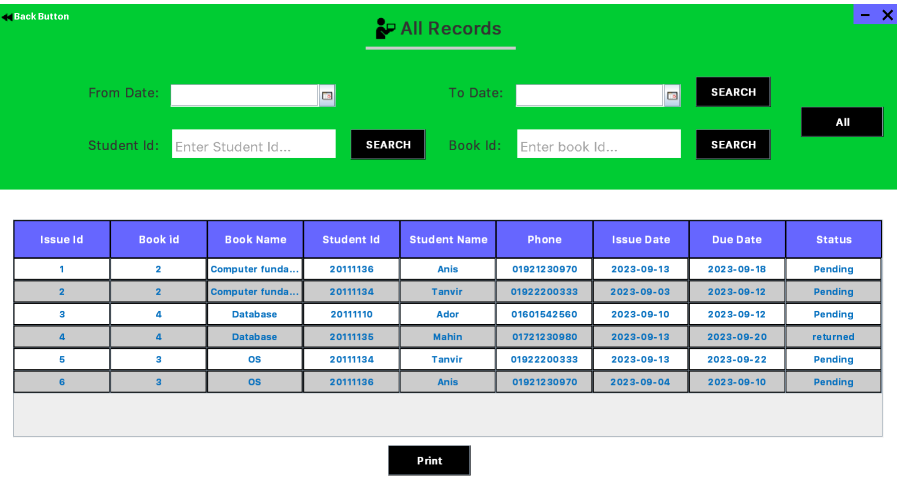 Back Button
All Records
From Date: To Date: SEARCH
All
Student Id: Enter Student Id... SEARCH Book Id: Enter book Id... SEARCH
Issue Id Book id Book Name Student Id Student Name Phone Issue Date Due Date Status
1 2 Computer funda... 20111136 Anis 01921230970 2023-09-13 2023-09-18 Pending
2 2 Computer funda... 20111134 Tanvir 01922200333 2023-09-03 2023-09-12 Pending
3 4 Database 20111110 Ador 01601542560 2023-09-10 2023-09-12 Pending
4 4 Database 20111135 Mahin 01721230980 2023-09-13 2023-09-20 returned
5 3 OS 20111134 Tanvir 01922200333 2023-09-13 2023-09-22 Pending
6 3 OS 20111136 Anis 01921230970 2023-09-04 2023-09-10 Pending
Print